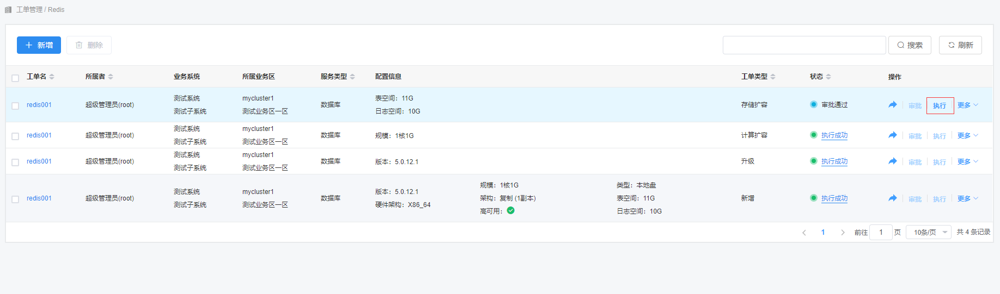 工单管理 / Redis
新增 删除 搜索 刷新
工单名 所属者 业务系统 所属业务区 服务类型 配置信息 工单类型 状态 操作
redis001 超级管理员(root) 测试系统 测试子系统 mycluster1 测试业务区一区 数据库 表空间：11G 日志空间：10G 存储扩容 审批通过 审批 执行 更多
redis001 超级管理员(root) 测试系统 测试子系统 mycluster1 测试业务区一区 数据库 规模：1核1G 计算扩容 执行成功 审批 执行 更多
redis001 超级管理员(root) 测试系统 测试子系统 mycluster1 测试业务区一区 数据库 版本：5.0.12.1 升级 执行成功 审批 执行 更多
redis001 超级管理员(root) 测试系统 测试子系统 mycluster1 测试业务区一区 数据库 版本：5.0.12.1 硬件架构：X86_64 规模：1核1G 架构：复制 (1副本) 高可用： 类型：本地盘 表空间：11G 日志空间：10G 新增 执行成功 审批 执行 更多
1 前往 1 页 10条/页 共 4 条记录